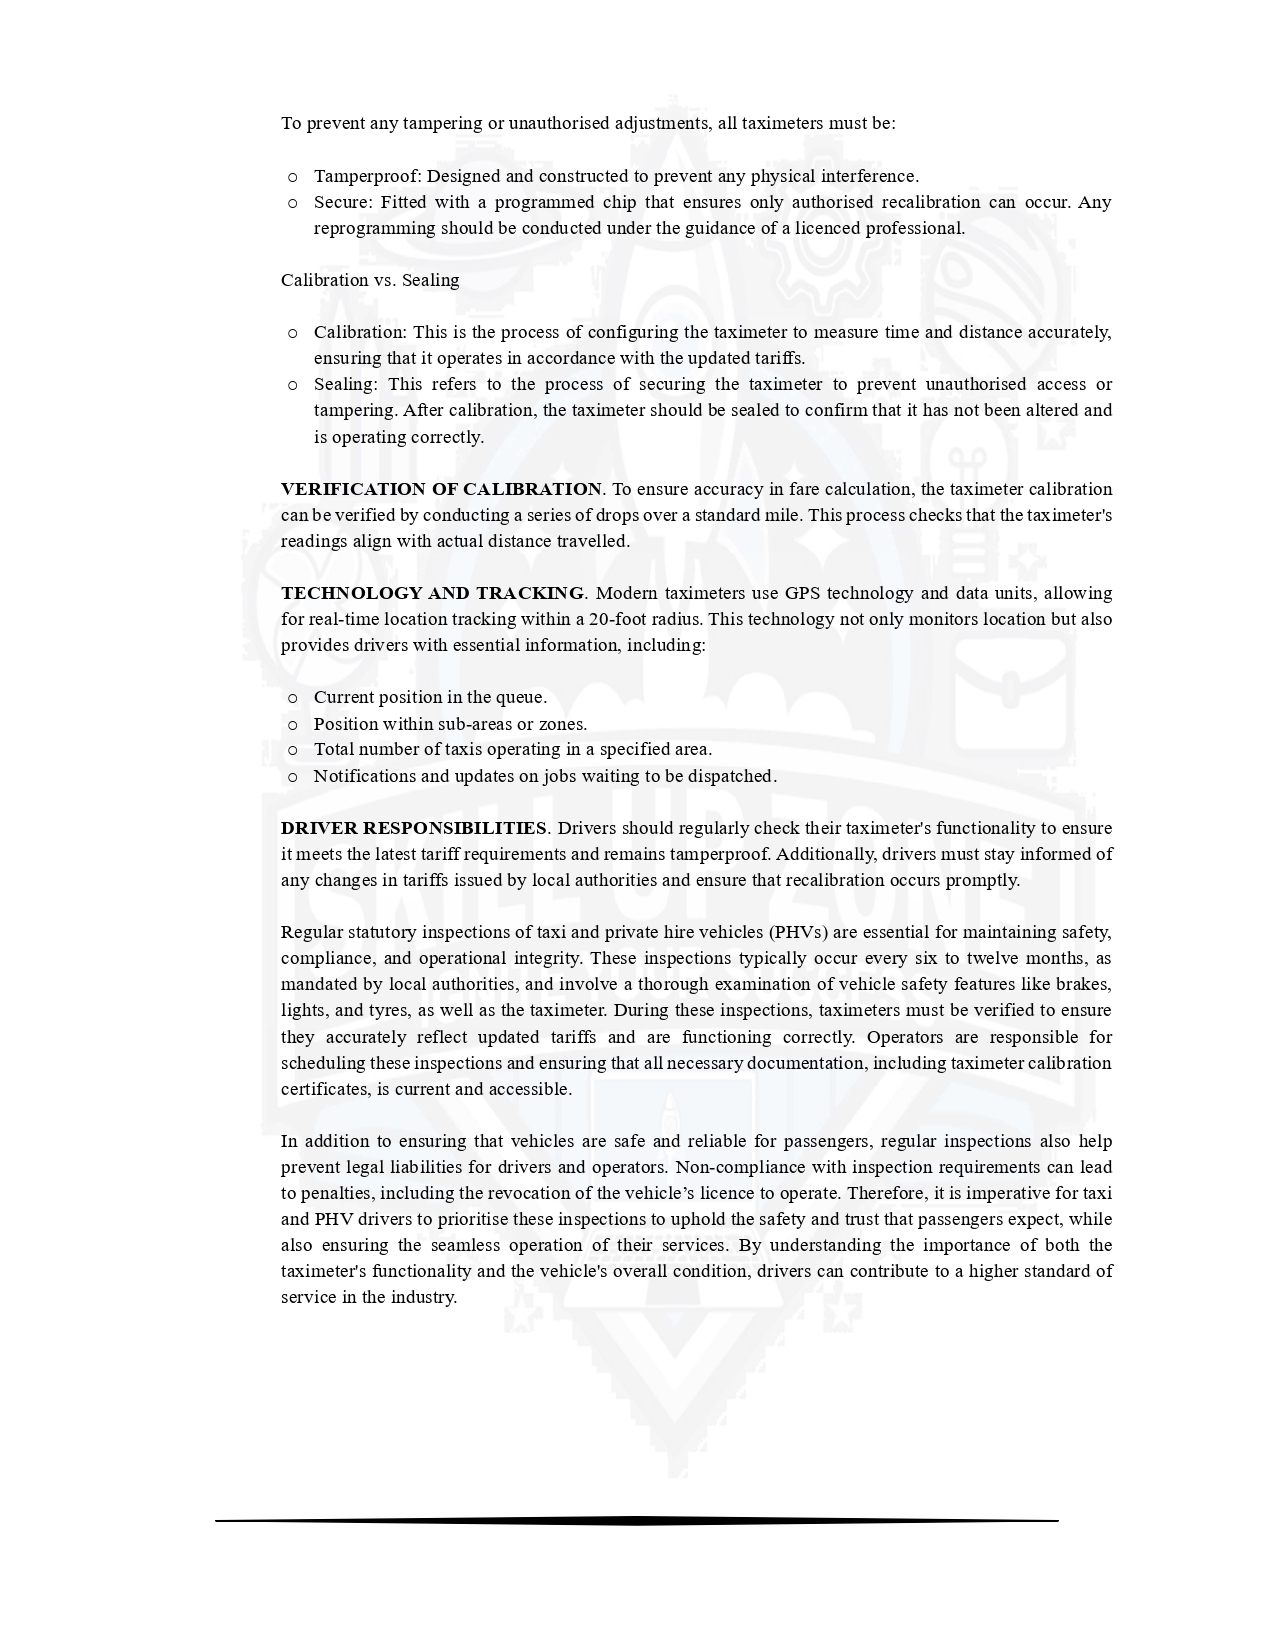 To prevent any tampering or unauthorised adjustments, all taximeters must be:
○ Tamperproof: Designed and constructed to prevent any physical interference.
○ Secure: Fitted with a programmed chip that ensures only authorised recalibration can occur. Any
reprogramming should be conducted under the guidance of a licenced professional.
Calibration vs. Sealing
○ Calibration: This is the process of configuring the taximeter to measure time and distance accurately,
ensuring that it operates in accordance with the updated tariffs.
○ Sealing: This refers to the process of securing the taximeter to prevent unauthorised access or
tampering. After calibration, the taximeter should be sealed to confirm that it has not been altered and
is operating correctly.
VERIFICATION OF CALIBRATION. To ensure accuracy in fare calculation, the taximeter calibration
can be verified by conducting a series of drops over a standard mile. This process checks that the taximeter's
readings align with actual distance travelled.
TECHNOLOGY AND TRACKING. Modern taximeters use GPS technology and data units, allowing
for real-time location tracking within a 20-foot radius. This technology not only monitors location but also
provides drivers with essential information, including:
○ Current position in the queue.
○ Position within sub-areas or zones.
○ Total number of taxis operating in a specified area.
○ Notifications and updates on jobs waiting to be dispatched.
DRIVER RESPONSIBILITIES. Drivers should regularly check their taximeter's functionality to ensure
it meets the latest tariff requirements and remains tamperproof. Additionally, drivers must stay informed of
any changes in tariffs issued by local authorities and ensure that recalibration occurs promptly.
SKILL UP ZONE
Regular statutory inspections of taxi and private hire vehicles (PHVs) are essential for maintaining safety,
compliance, and operational integrity. These inspections typically occur every six to twelve months, as
mandated by local authorities, and involve a thorough examination of vehicle safety features like brakes,
lights, and tyres, as well as the taximeter. During these inspections, taximeters must be verified to ensure
they accurately reflect updated tariffs and are functioning correctly. Operators are responsible for
scheduling these inspections and ensuring that all necessary documentation, including taximeter calibration
certificates, is current and accessible.
In addition to ensuring that vehicles are safe and reliable for passengers, regular inspections also help
prevent legal liabilities for drivers and operators. Non-compliance with inspection requirements can lead
to penalties, including the revocation of the vehicle’s licence to operate. Therefore, it is imperative for taxi
and PHV drivers to prioritise these inspections to uphold the safety and trust that passengers expect, while
also ensuring the seamless operation of their services. By understanding the importance of both the
taximeter's functionality and the vehicle's overall condition, drivers can contribute to a higher standard of
service in the industry.